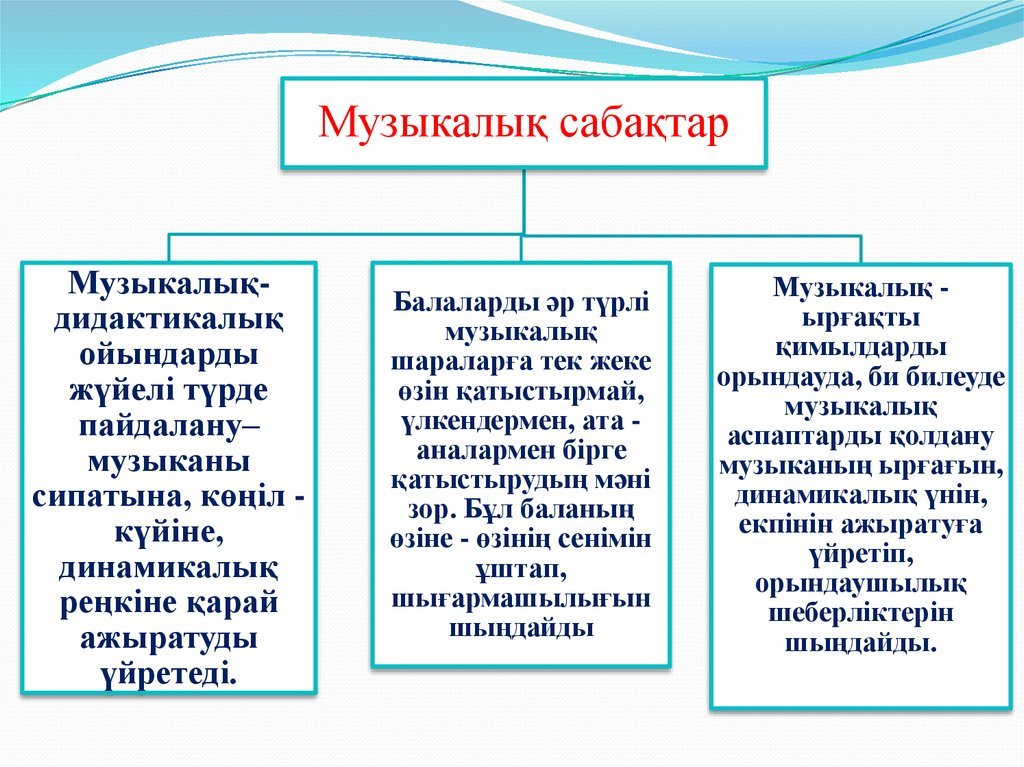 Музыкалық сабақтар
Музыкалық-
дидактикалық
ойындарды
жүйелі түрде
пайдалану–
музыканы
сипатына, көңіл -
күйіне,
динамикалық
реңкіне қарай
ажыратуды
үйретеді.
Балаларды әр түрлі
музыкалық
шараларға тек жеке
өзін қатыстырмай,
үлкендермен, ата -
аналармен бірге
қатыстырудың мәні
зор. Бұл баланың
өзіне - өзінің сенімін
ұштап,
шығармашылығын
шыңдайды
Музыкалық -
ырғақты
қимылдарды
орындауда, би билеуде
музыкалық
аспаптарды қолдану
музыканың ырғағын,
динамикалық үнін,
екпінін ажыратуға
үйретіп,
орындаушылық
шеберліктерін
шыңдайды.